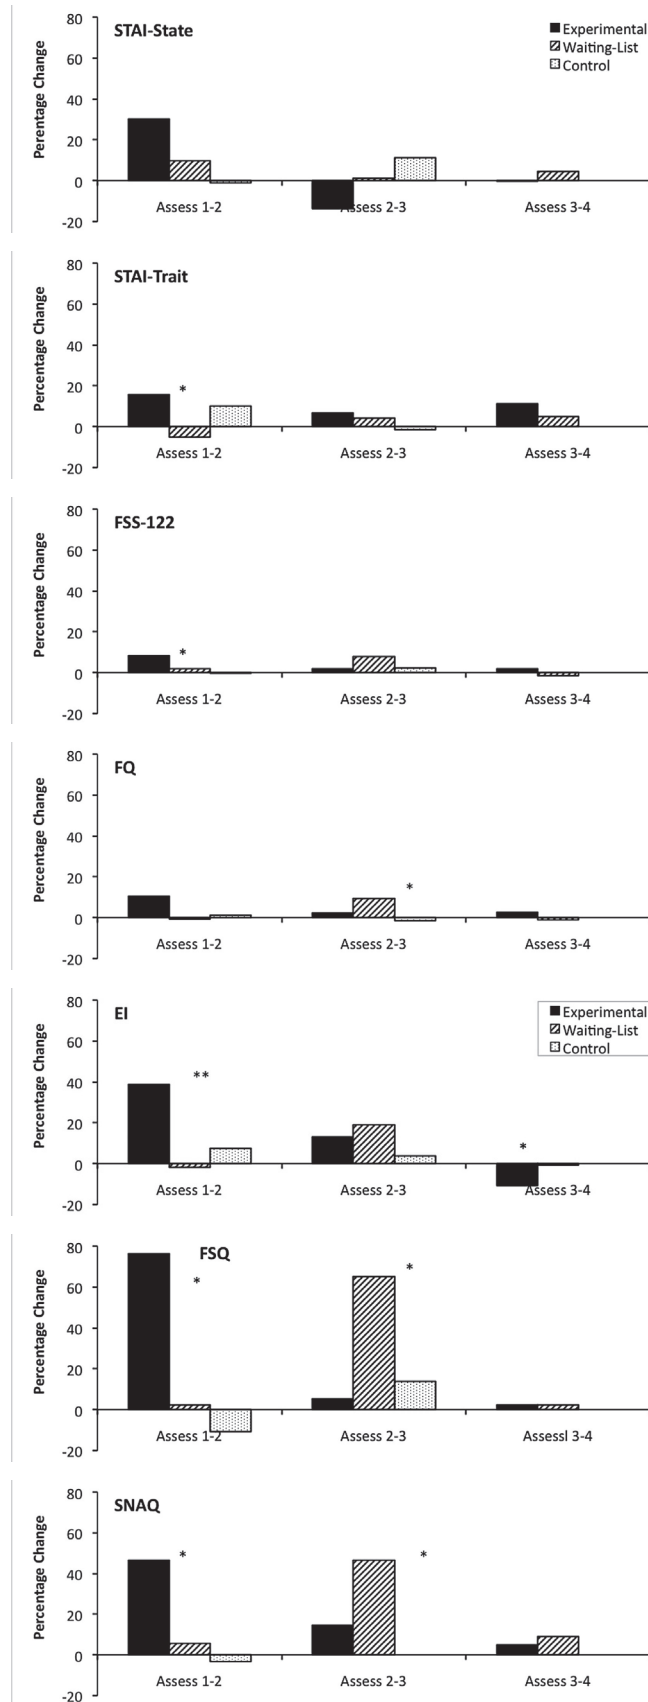 STAI-State
Experimental
Waiting-List
Control
Perentage Change
80
60
40
20
0
-20
Assess 1-2
Assess 2-3
Assess 3-4
STAI-Trait
Percentage Change
80
60
40
20
0
-20
*
Assess 1-2
Assess 2-3
Assess 3-4
FSS-122
Percentage Change
80
60
40
20
0
-20
*
Assess 1-2
Assess 2-3
Assess 3-4
FQ
Percentage Change
80
60
40
20
0
-20
*
Assess 1-2
Assess 2-3
Assess 3-4
EI
Experimental
Waiting-List
Control
Percentage Change
80
60
40
20
0
-20
**
*
Assess 1-2
Assess 2-3
Assess 3-4
FSQ
Percentage Change
80
60
40
20
0
-20
*
*
Assess 1-2
Assess 2-3
Assessl 3-4
SNAQ
Percentage Change
80
60
40
20
0
-20
*
*
Assess 1-2
Assess 2-3
Assess 3-4